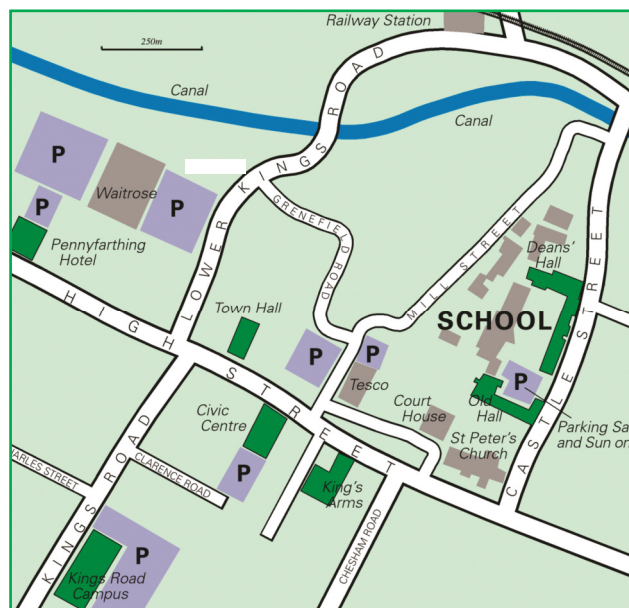 Railway Station
250m
Canal
Canal
LOWER KINGS ROAD
P
Waitrose
P
P
GRENEFIELD ROAD
MILL STREET
Deans'
Hall
Pennyfarthing
Hotel
HIGH STREET
Town Hall
SCHOOL
CASTLE STREET
P
P
Tesco
P
Court
House
Old
Hall
Parking Sa
and Sun on
Civic
Centre
St Peter's
Church
P
CLARENCE ROAD
King's
Arms
HARLES STREET
CHESHAM ROAD
KINGS ROAD
P
Kings Road
Campus